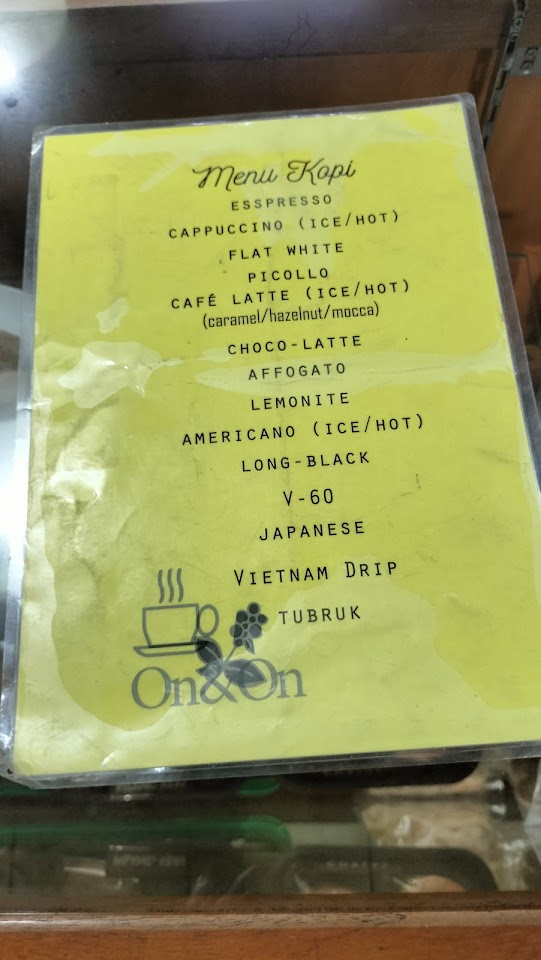 Menu Kopi
ESSPRESSO
CAPPUCCINO (ICE/HOT)
FLAT WHITE
PICOLLO
CAFÉ LATTE (ICE/HOT)
(caramel/hazelnut/mocca)
CHOCO-LATTE
AFFOGATO
LEMONITE
AMERICANO (ICE/HOT)
LONG-BLACK
V-60
JAPANESE
VIETNAM DRIP
TUBRUK
On&On